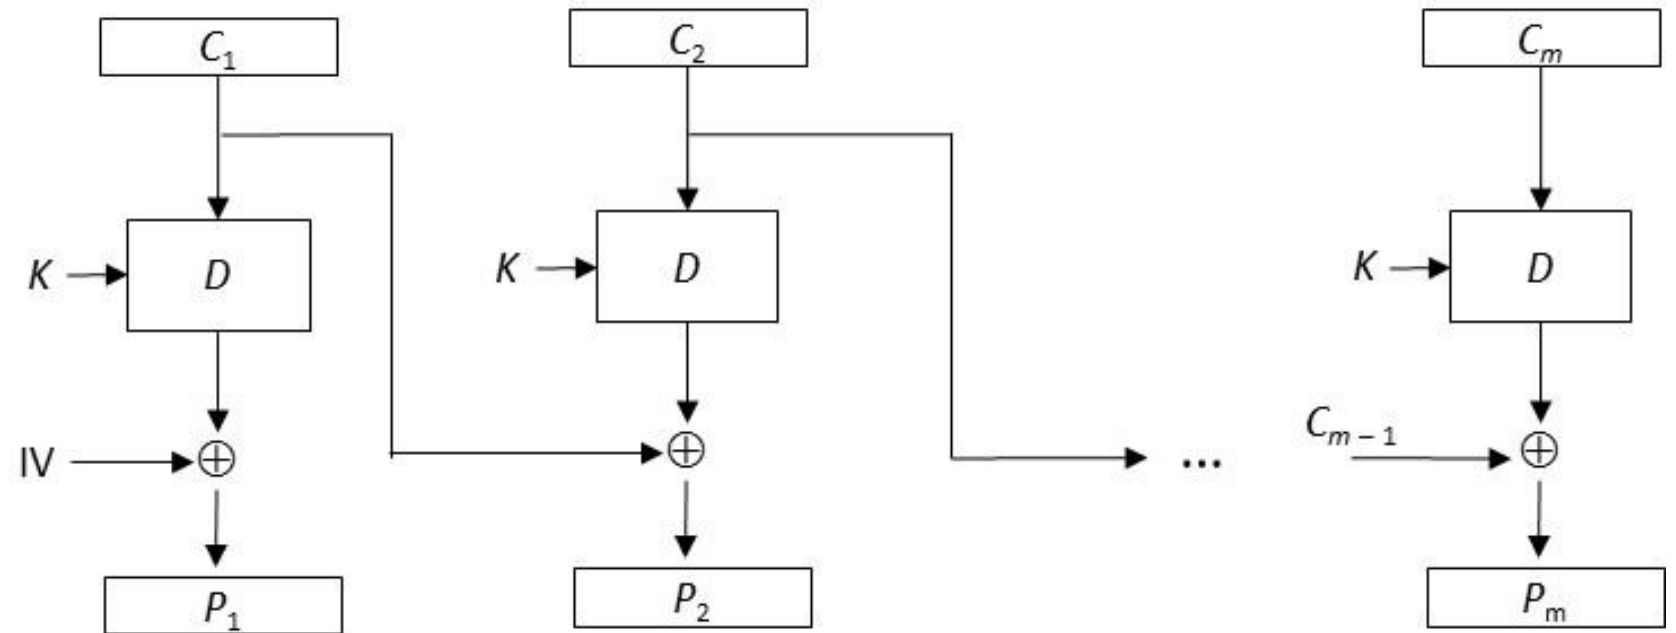 C₁ C₂ Cₘ
K D K D K D
IV ⊕ ⊕ ... Cₘ₋₁ ⊕
P₁ P₂ Pₘ